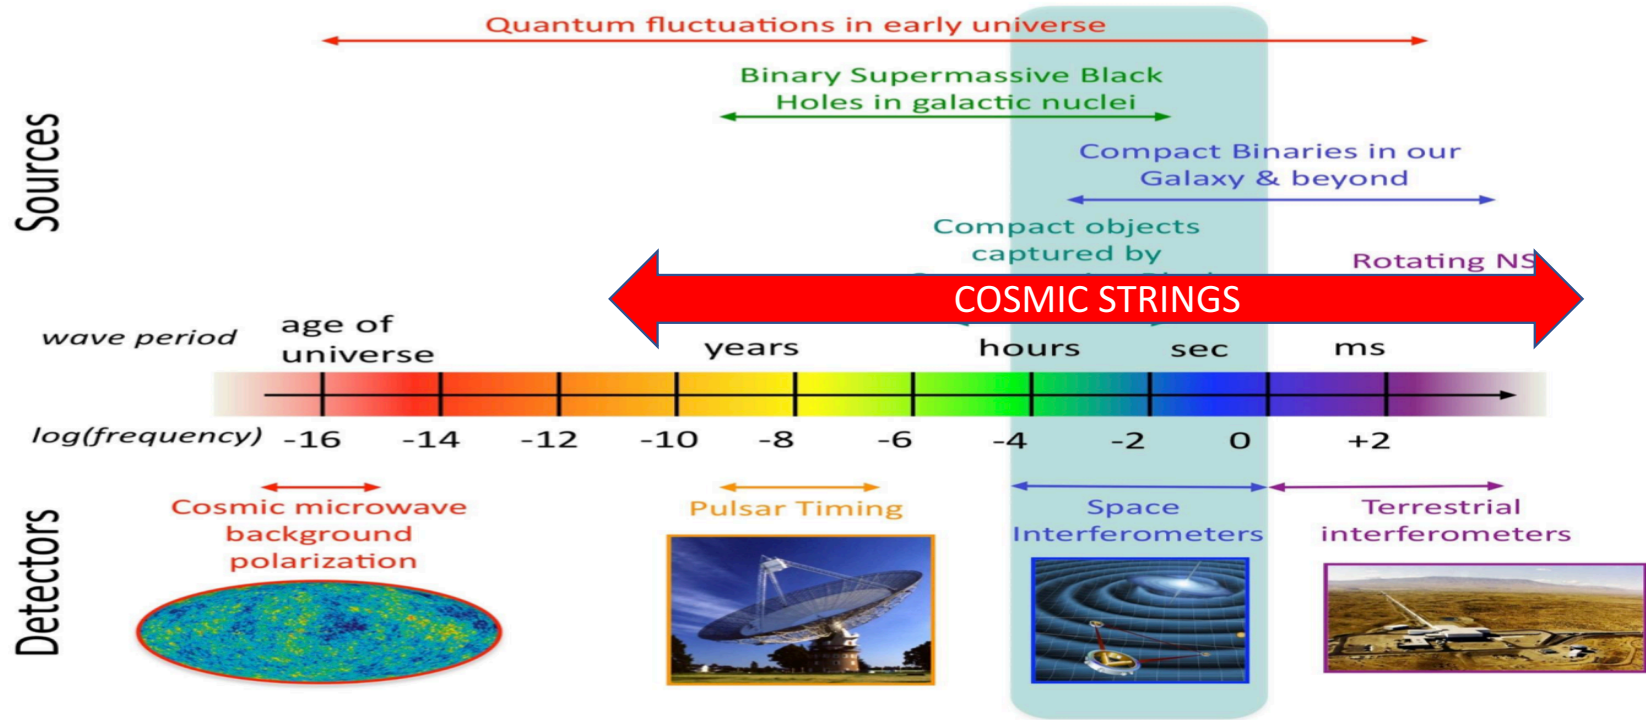 Quantum fluctuations in early universe
Binary Supermassive Black
Holes in galactic nuclei
Compact Binaries in our
Galaxy & beyond
Compact objects
captured by
Rotating NS
COSMIC STRINGS
Sources
wave period
age of
universe
years
hours
sec
ms
log(frequency)
-16
-14
-12
-10
-8
-6
-4
-2
0
+2
Detectors
Cosmic microwave
background
polarization
Pulsar Timing
Space
Interferometers
Terrestrial
interferometers